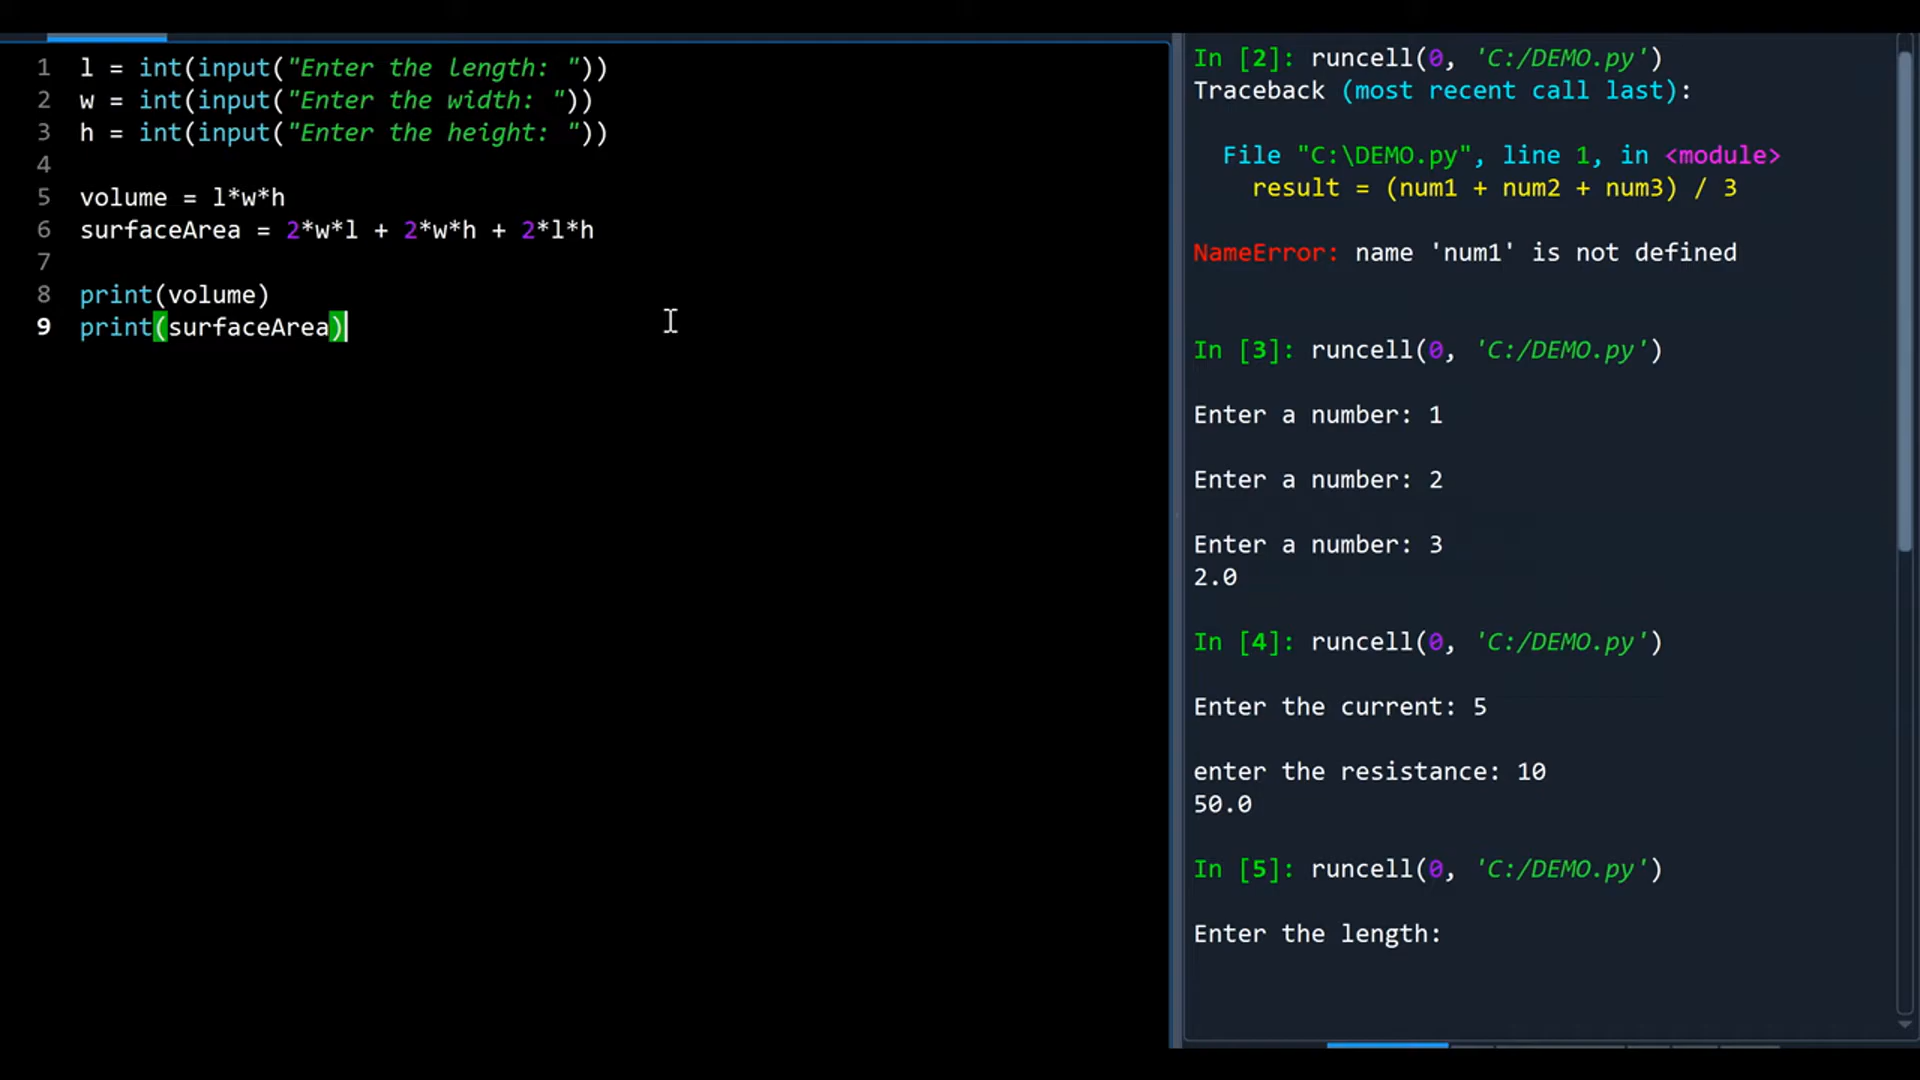 1 l = int(input("Enter the length: "))
2 w = int(input("Enter the width: "))
3 h = int(input("Enter the height: "))
4
5 volume = l*w*h
6 surfaceArea = 2*w*l + 2*w*h + 2*l*h
7
8 print(volume)
9 print(surfaceArea)
In [2]: runcell(0, 'C:/DEMO.py')
Traceback (most recent call last):
File "C:\DEMO.py", line 1, in <module>
result = (num1 + num2 + num3) / 3
NameError: name 'num1' is not defined
In [3]: runcell(0, 'C:/DEMO.py')
Enter a number: 1
Enter a number: 2
Enter a number: 3
2.0
In [4]: runcell(0, 'C:/DEMO.py')
Enter the current: 5
enter the resistance: 10
50.0
In [5]: runcell(0, 'C:/DEMO.py')
Enter the length: